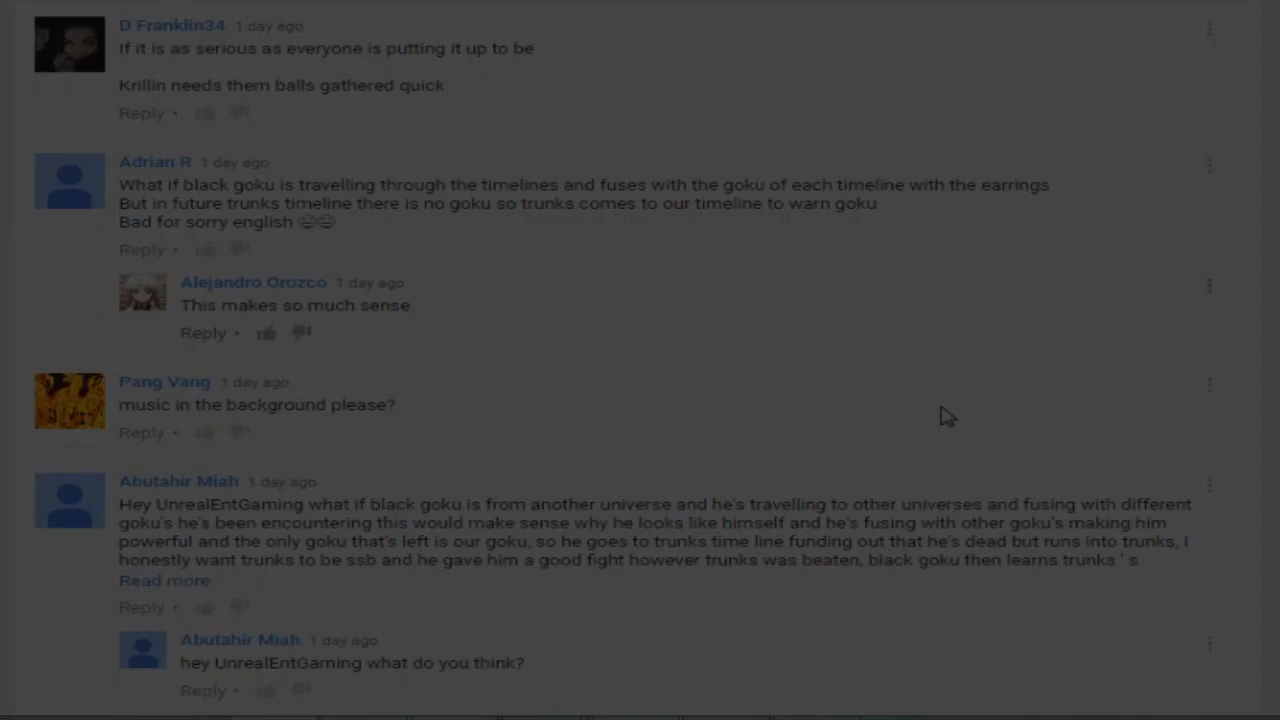 D Franklin34 1 day ago
If it is as serious as everyone is putting it up to be
Krillin needs them balls gathered quick
Reply •
Adrian R 1 day ago
What if black goku is travelling through the timelines and fuses with the goku of each timeline with the earrings
But in future trunks timeline there is no goku so trunks comes to our timeline to warn goku
Bad for sorry english 😅😅
Reply •
Alejandro Orozco 1 day ago
This makes so much sense.
Reply •
Pang Vang 1 day ago
music in the background please?
Reply •
Abutahir Miah 1 day ago
Hey UnrealEntGaming what if black goku is from another universe and he's travelling to other universes and fusing with different
goku's he's been encountering this would make sense why he looks like himself and he's fusing with other goku's making him
powerful and the only goku that's left is our goku, so he goes to trunks time line funding out that he's dead but runs into trunks, I
honestly want trunks to be ssb and he gave him a good fight however trunks was beaten, black goku then learns trunks ' s
Read more
Reply •
Abutahir Miah 1 day ago
hey UnrealEntGaming what do you think?
Reply •